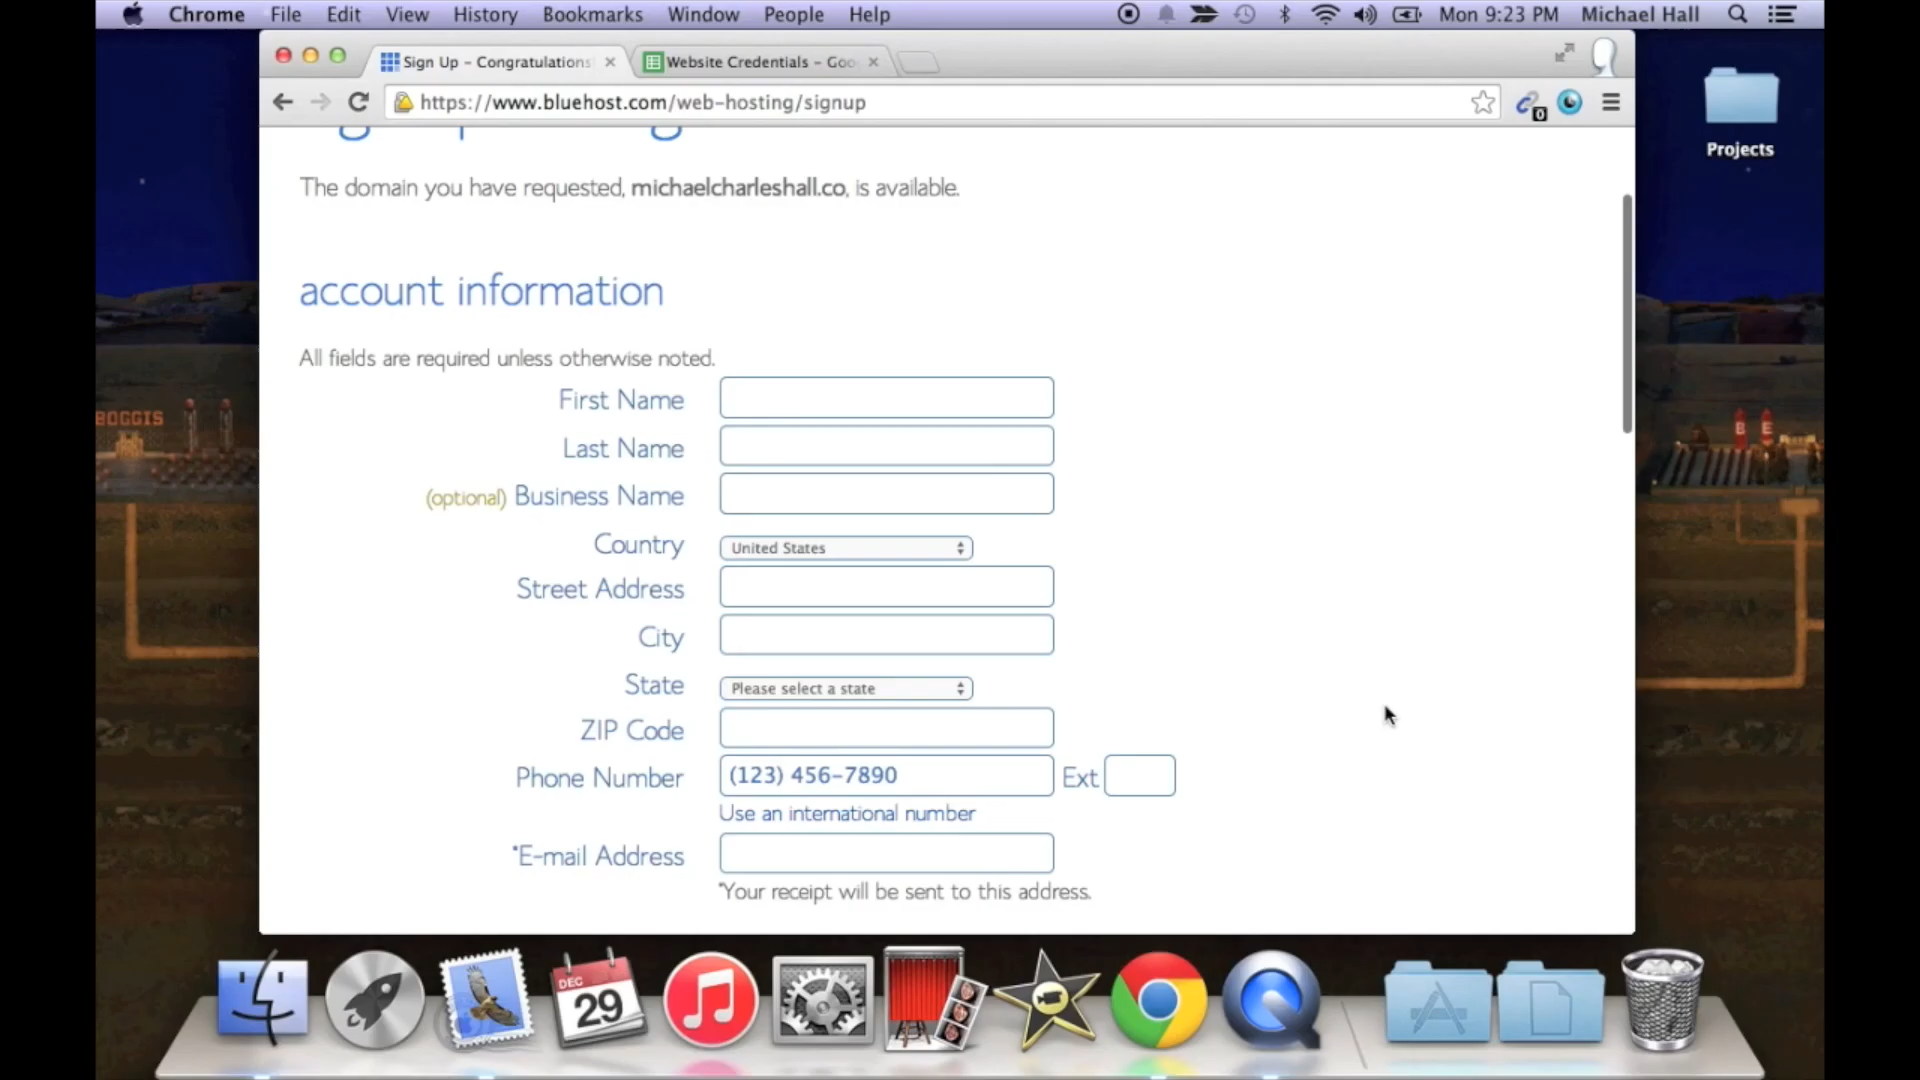 Chrome File Edit View History Bookmarks Window People Help Mon 9:23 PM Michael Hall
Sign Up – Congratulations Website Credentials – Goo
https://www.bluehost.com/web-hosting/signup
0
Projects
The domain you have requested, michaelcharleshall.co, is available.
account information
All fields are required unless otherwise noted.
First Name
Last Name
(optional) Business Name
Country United States
Street Address
City
State Please select a state
ZIP Code
Phone Number (123) 456-7890 Ext
Use an international number
*E-mail Address
*Your receipt will be sent to this address.
BOGGIS
B E
DEC
29